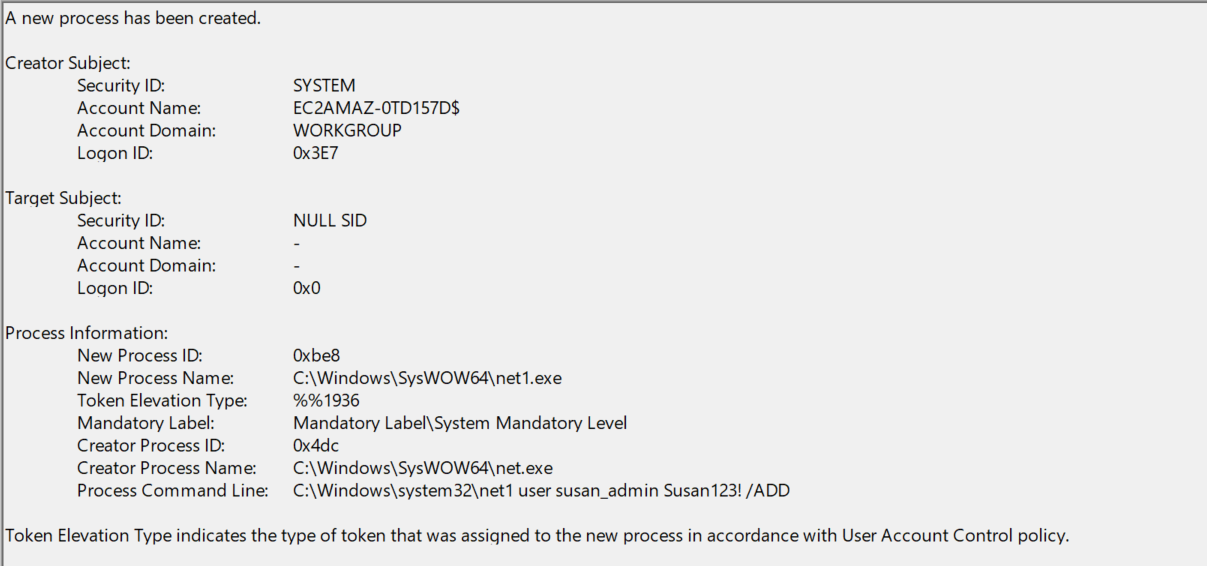 A new process has been created.
Creator Subject:
Security ID: SYSTEM
Account Name: EC2AMAZ-0TD157D$
Account Domain: WORKGROUP
Logon ID: 0x3E7
Target Subject:
Security ID: NULL SID
Account Name: -
Account Domain: -
Logon ID: 0x0
Process Information:
New Process ID: 0xbe8
New Process Name: C:\Windows\SysWOW64\net1.exe
Token Elevation Type: %%1936
Mandatory Label: Mandatory Label\System Mandatory Level
Creator Process ID: 0x4dc
Creator Process Name: C:\Windows\SysWOW64\net.exe
Process Command Line: C:\Windows\system32\net1 user susan_admin Susan123! /ADD
Token Elevation Type indicates the type of token that was assigned to the new process in accordance with User Account Control policy.